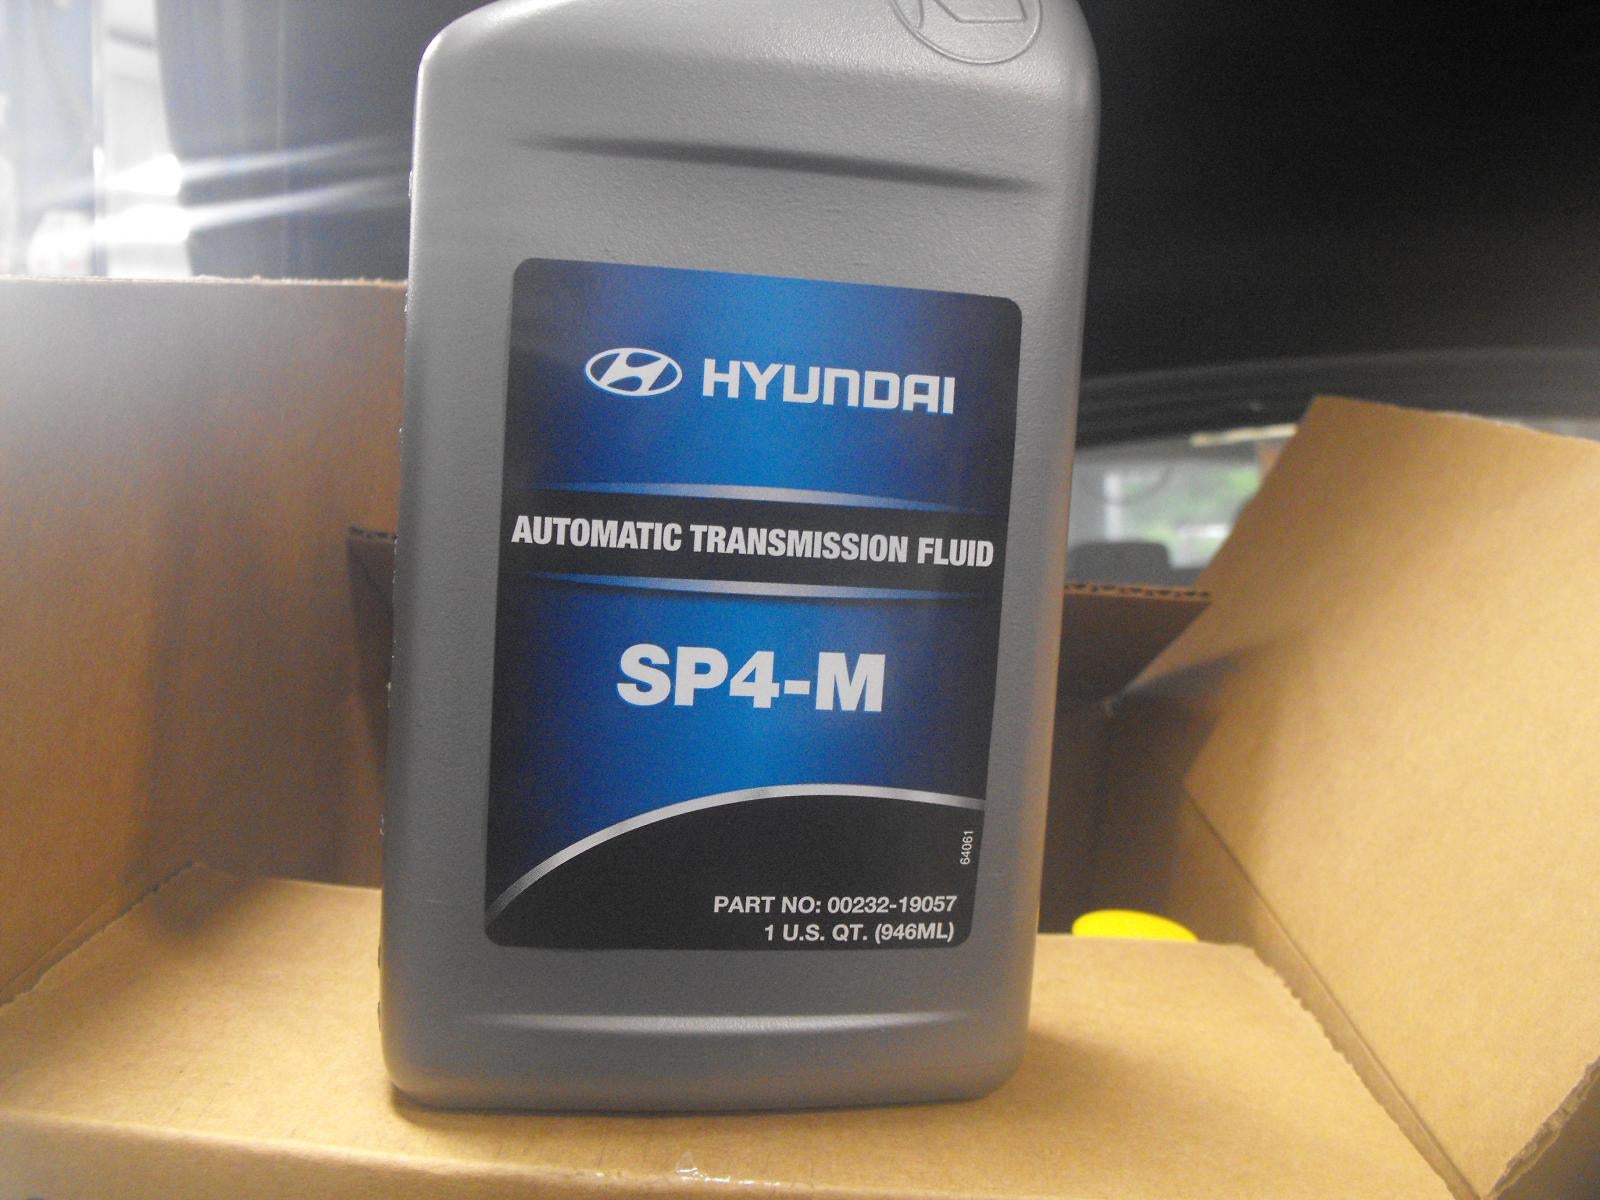 HYUNDAI
AUTOMATIC TRANSMISSION FLUID
SP4-M
64061
PART NO: 00232-19057
1 U.S. QT. (946ML)